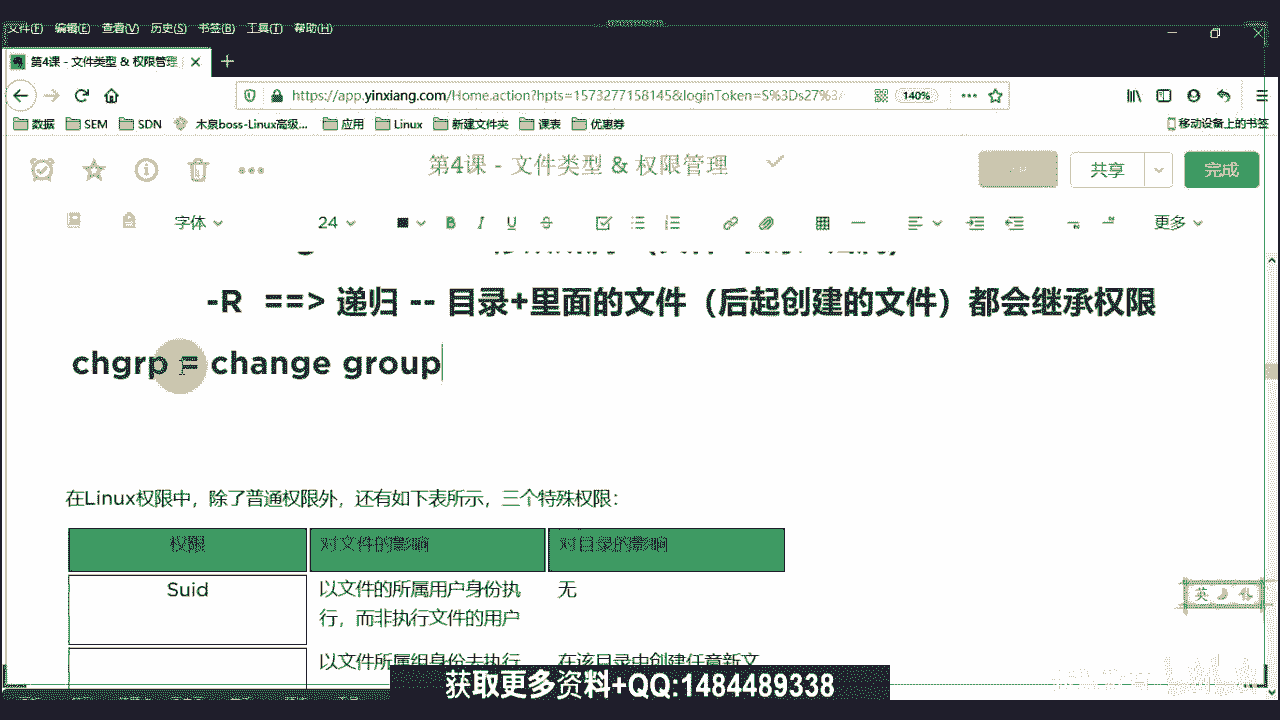 文件(F) 编辑(E) 查看(V) 历史(S) 书签(B) 工具(T) 帮助(H)
第4课 - 文件类型 & 权限管理
https://app.yinxiang.com/Home.action?hpts=1573277158145&loginToken=S%3Ds27%3/ 140%
数据 SEM SDN 木泉boss-Linux高级... 应用 Linux 新建文件夹 课表 优惠券 移动设备上的书签
第4课 - 文件类型 & 权限管理
共享 完成
字体 24 B I U S 更多
-R ==> 递归 -- 目录+里面的文件（后起创建的文件）都会继承权限
chgrp = change group
在Linux权限中，除了普通权限外，还有如下表所示，三个特殊权限：
权限 对文件的影响 对目录的影响
Suid 以文件的所属用户身份执 无
行，而非执行文件的用户
以文件所属组身份去执行 在该目录中创建任意新文
英
获取更多资料+QQ:1484489338